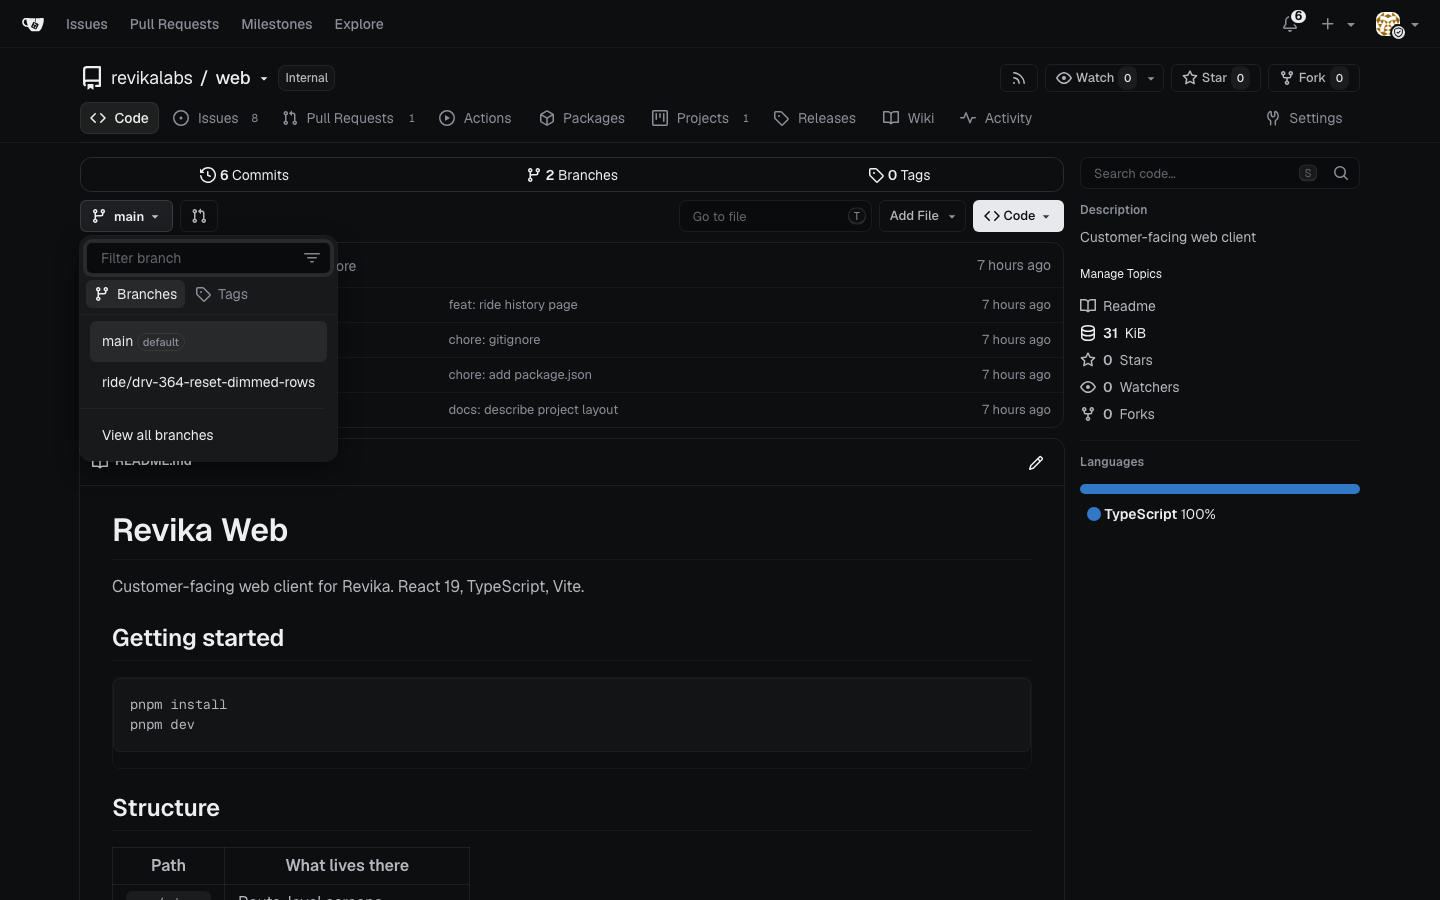 Issues Pull Requests Milestones Explore 6
revikalabs / web Internal Watch 0 Star 0 Fork 0
Code Issues 8 Pull Requests 1 Actions Packages Projects 1 Releases Wiki Activity Settings
6 Commits 2 Branches 0 Tags
main Go to file T Add File Code
Filter branch
Branches Tags
main default
ride/drv-364-reset-dimmed-rows
View all branches
ore 7 hours ago
feat: ride history page 7 hours ago
chore: gitignore 7 hours ago
chore: add package.json 7 hours ago
docs: describe project layout 7 hours ago
README.md
Revika Web
Customer-facing web client for Revika. React 19, TypeScript, Vite.
Getting started
pnpm install
pnpm dev
Structure
Path What lives there
Search code... S
Description
Customer-facing web client
Manage Topics
Readme
31 KiB
0 Stars
0 Watchers
0 Forks
Languages
TypeScript 100%